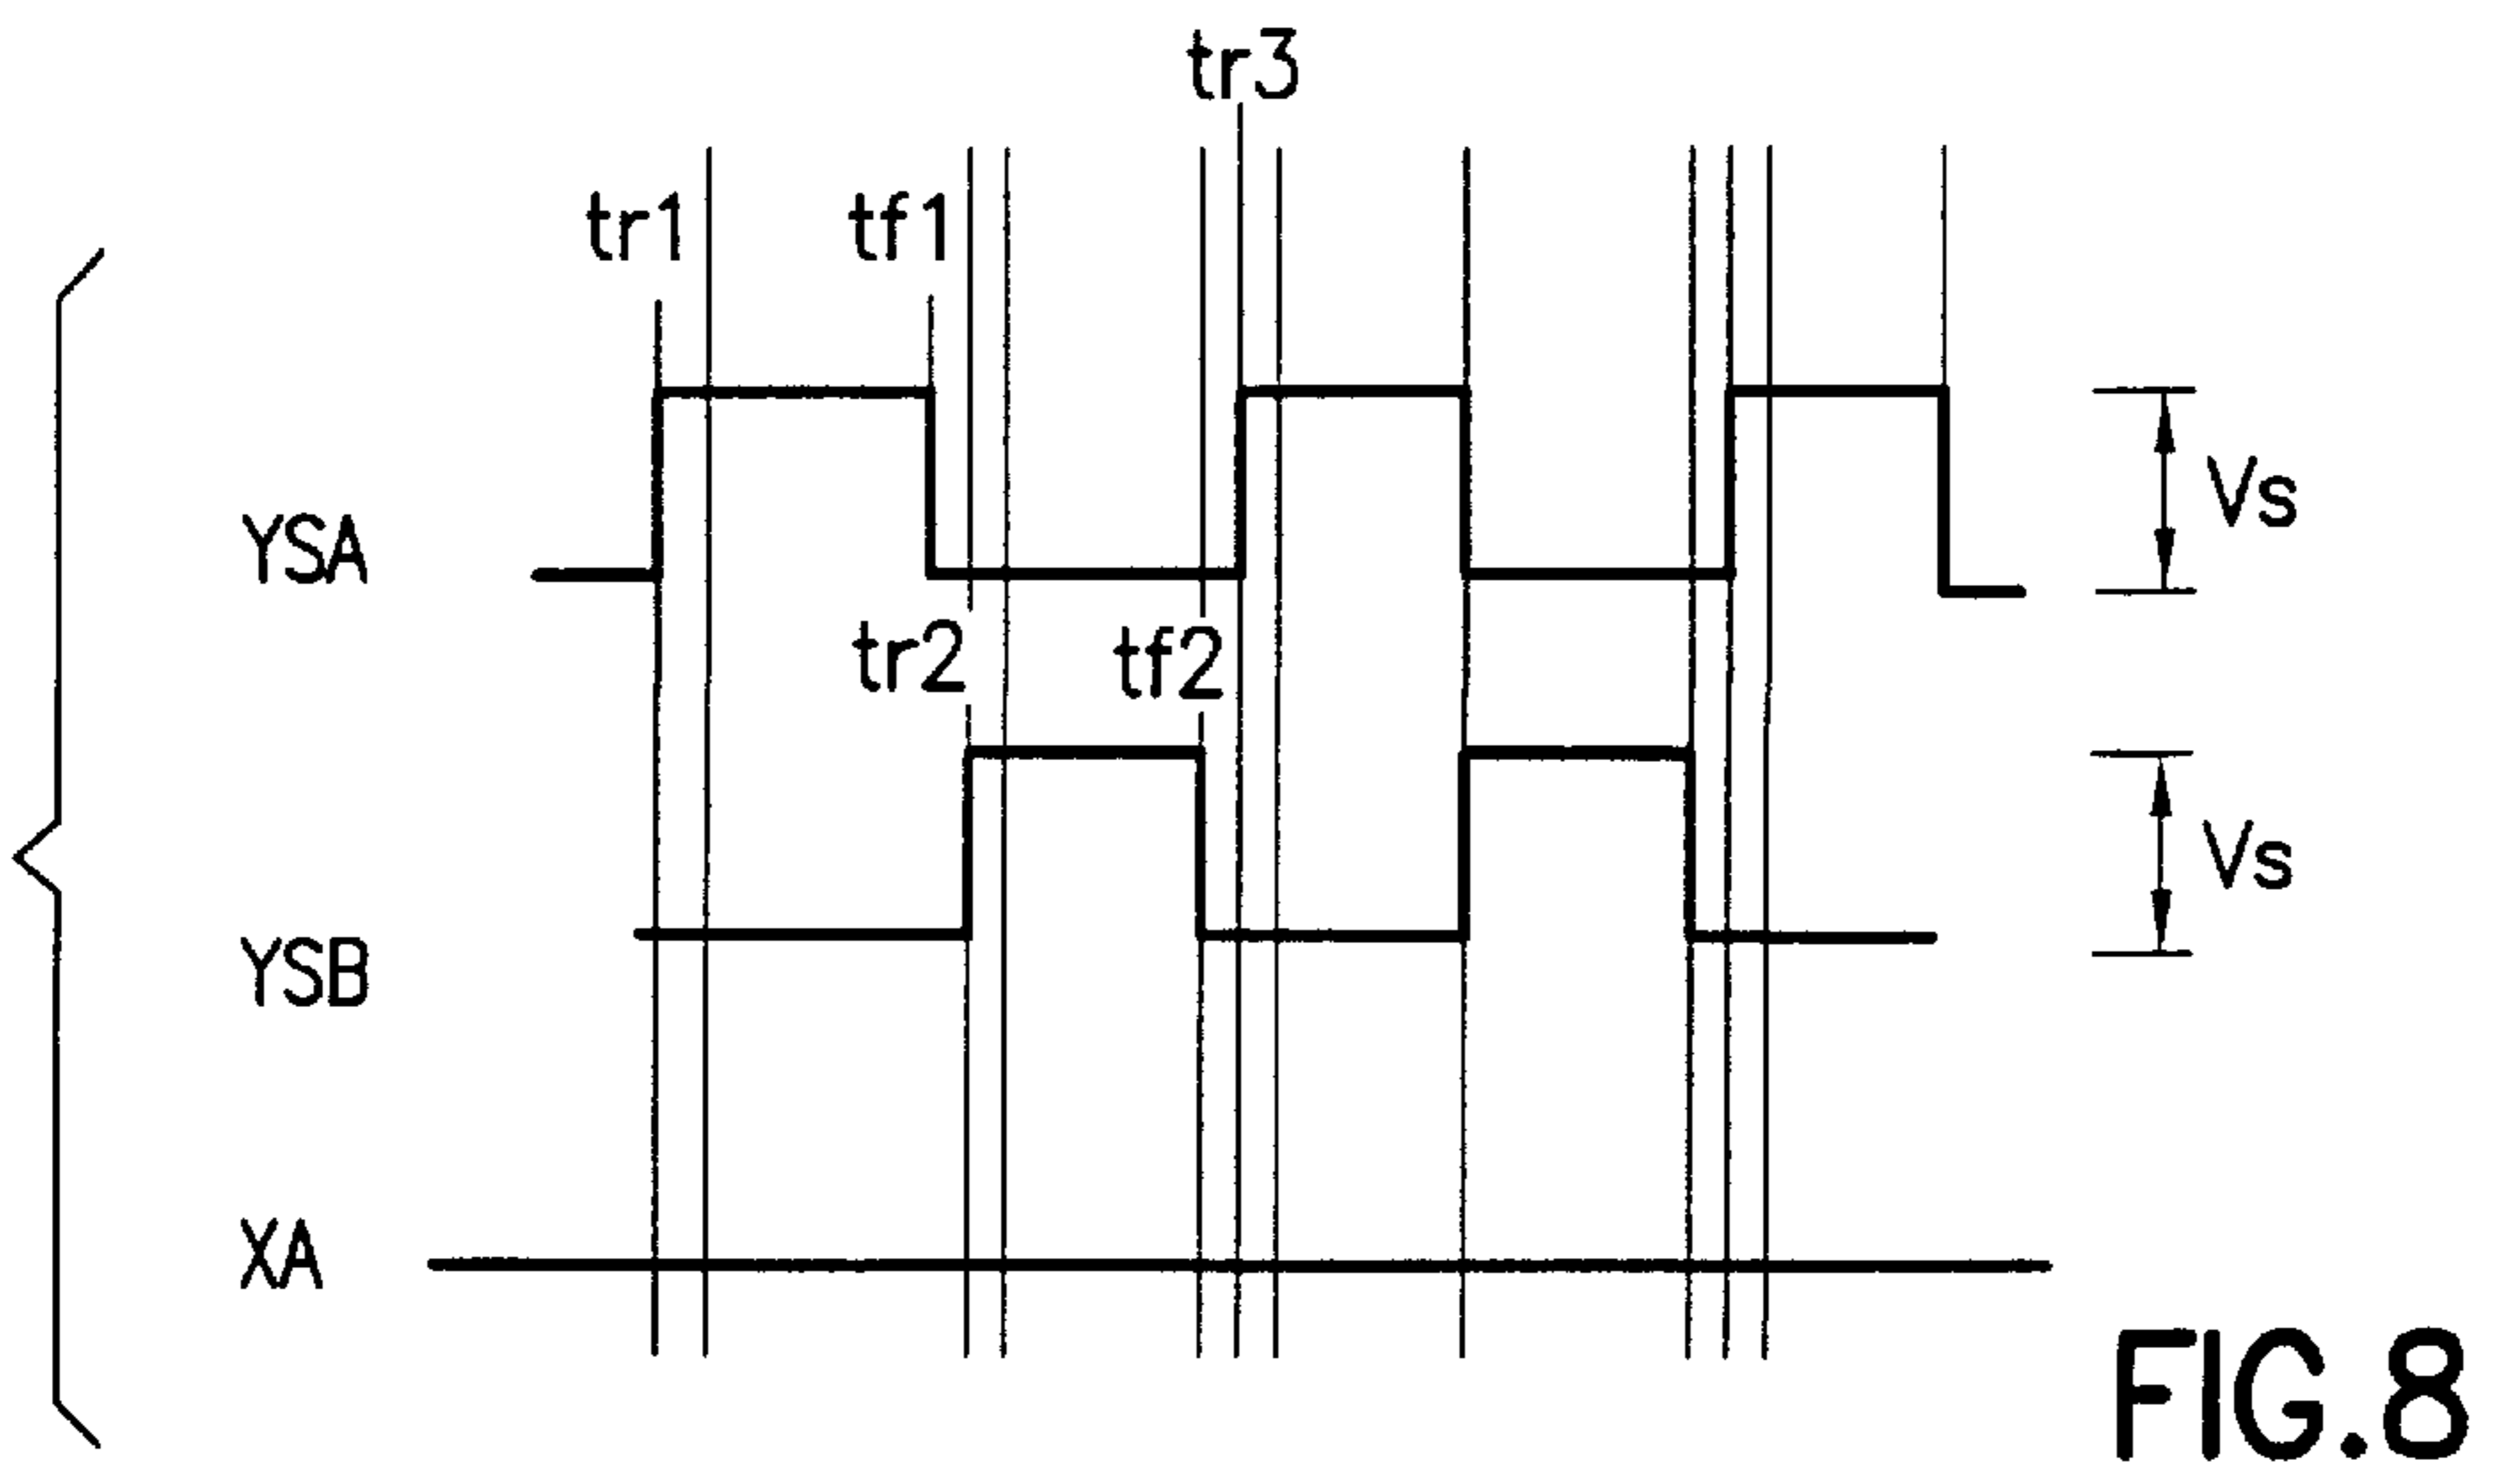 tr3
tr1
tf1
YSA
Vs
tr2
tf2
Vs
YSB
XA
FIG.8